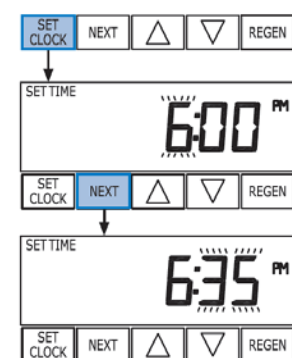 SET CLOCK NEXT REGEN
SET TIME
6:00 PM
SET CLOCK NEXT REGEN
SET TIME
6:35 PM
SET CLOCK NEXT REGEN